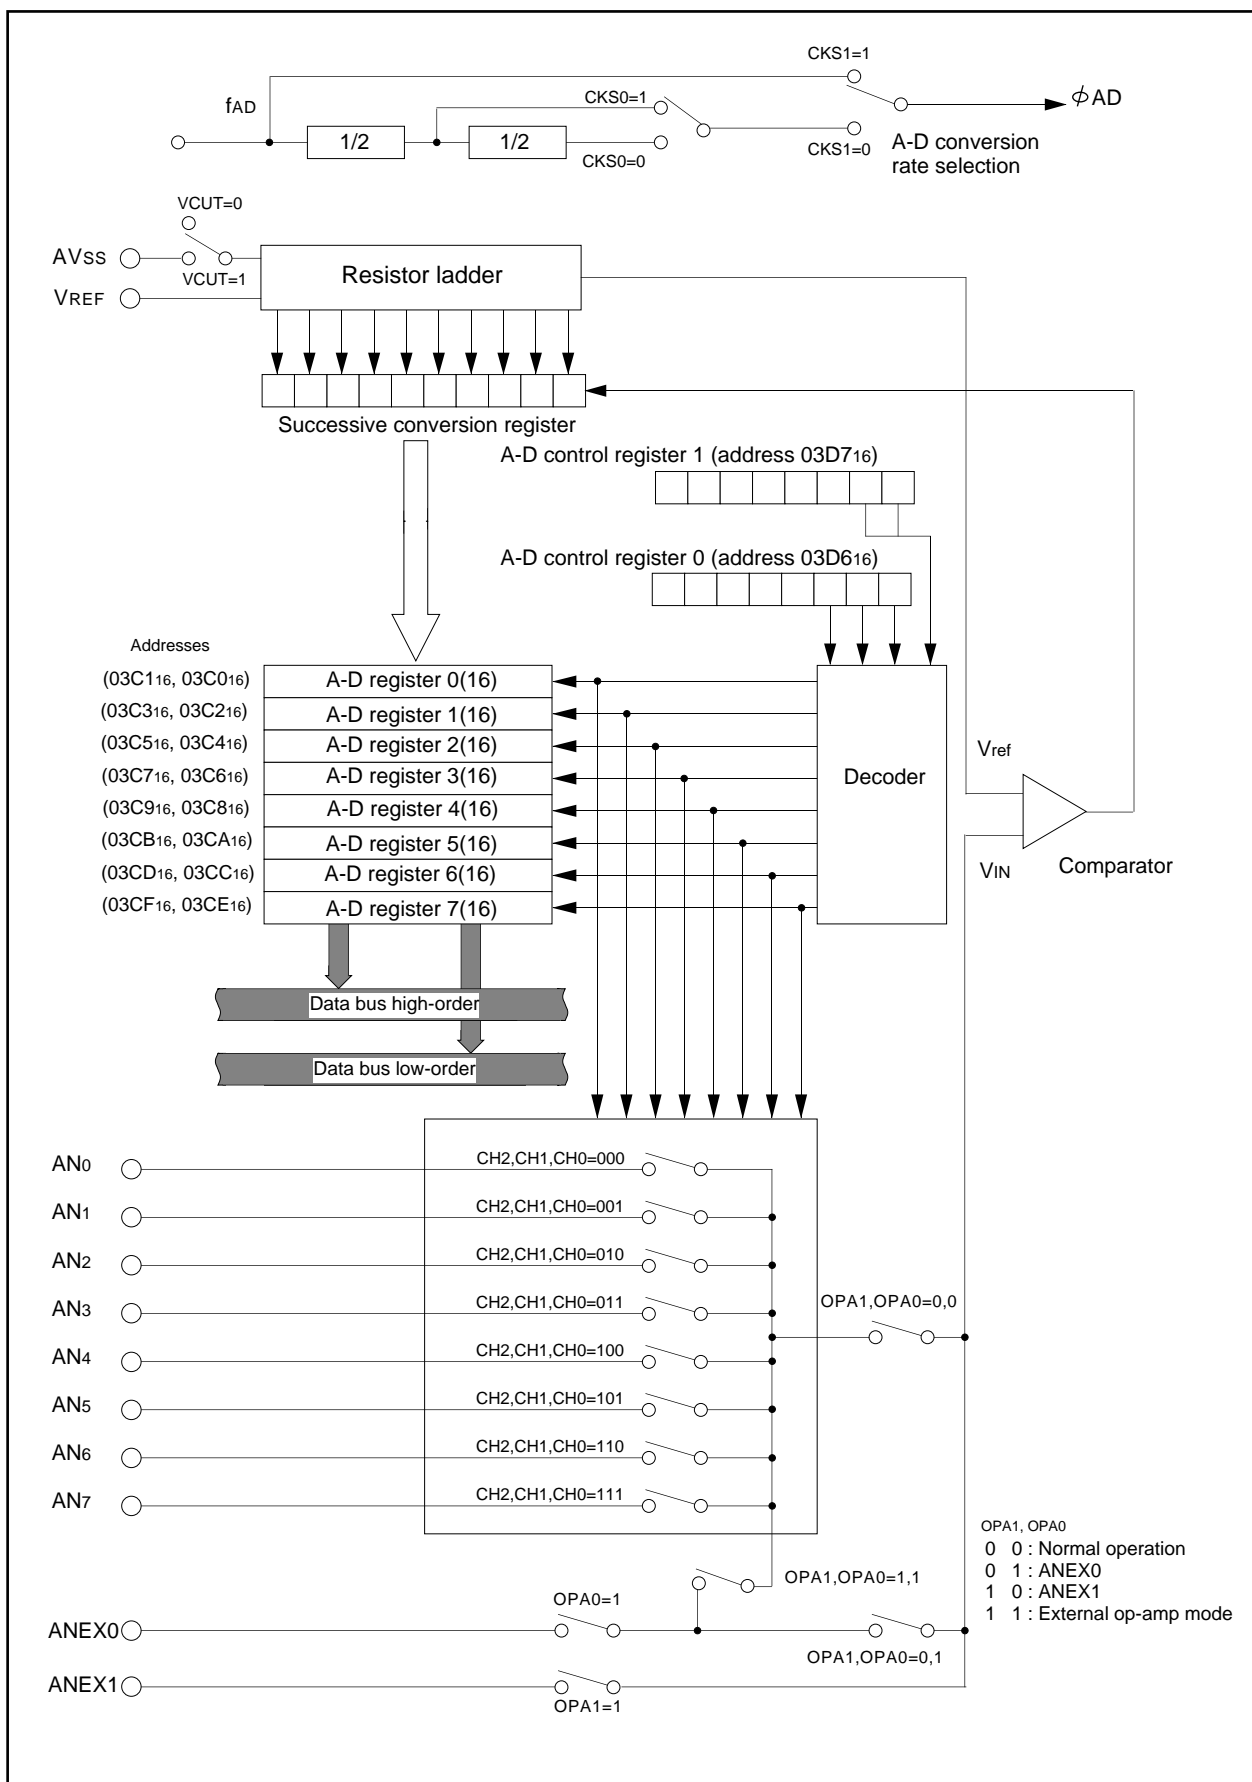 CKS1=1
fAD
CKS0=1
ϕAD
1/2
1/2
CKS0=0
CKS1=0
A-D conversion
rate selection
VCUT=0
AVSS
VCUT=1
Resistor ladder
VREF
Successive conversion register
A-D control register 1 (address 03D716)
A-D control register 0 (address 03D616)
Addresses
(03C116, 03C016)
A-D register 0(16)
(03C316, 03C216)
A-D register 1(16)
(03C516, 03C416)
A-D register 2(16)
(03C716, 03C616)
A-D register 3(16)
(03C916, 03C816)
A-D register 4(16)
(03CB16, 03CA16)
A-D register 5(16)
(03CD16, 03CC16)
A-D register 6(16)
(03CF16, 03CE16)
A-D register 7(16)
Decoder
Vref
VIN
Comparator
Data bus high-order
Data bus low-order
AN0
CH2,CH1,CH0=000
AN1
CH2,CH1,CH0=001
AN2
CH2,CH1,CH0=010
AN3
CH2,CH1,CH0=011
OPA1,OPA0=0,0
AN4
CH2,CH1,CH0=100
AN5
CH2,CH1,CH0=101
AN6
CH2,CH1,CH0=110
AN7
CH2,CH1,CH0=111
OPA1, OPA0
0 0 : Normal operation
0 1 : ANEX0
1 0 : ANEX1
1 1 : External op-amp mode
OPA1,OPA0=1,1
OPA0=1
ANEX0
OPA1,OPA0=0,1
ANEX1
OPA1=1